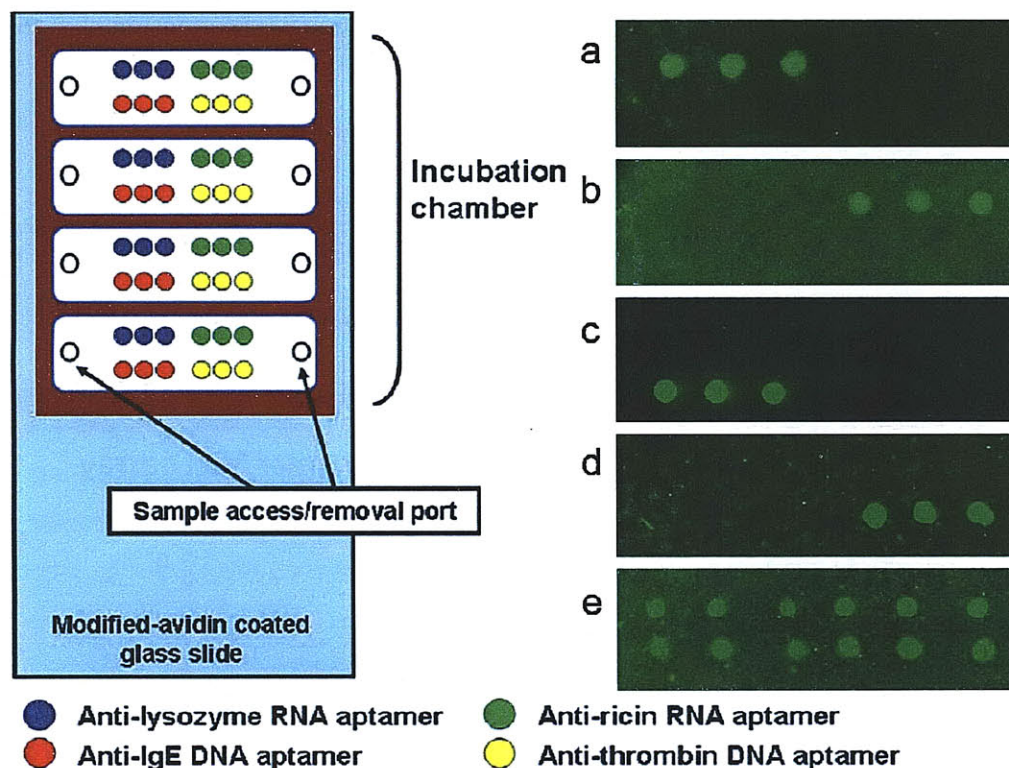 a
b
Incubation
chamber
c
d
Sample access/removal port
e
Modified-avidin coated
glass slide
Anti-lysozyme RNA aptamer
Anti-ricin RNA aptamer
Anti-IgE DNA aptamer
Anti-thrombin DNA aptamer